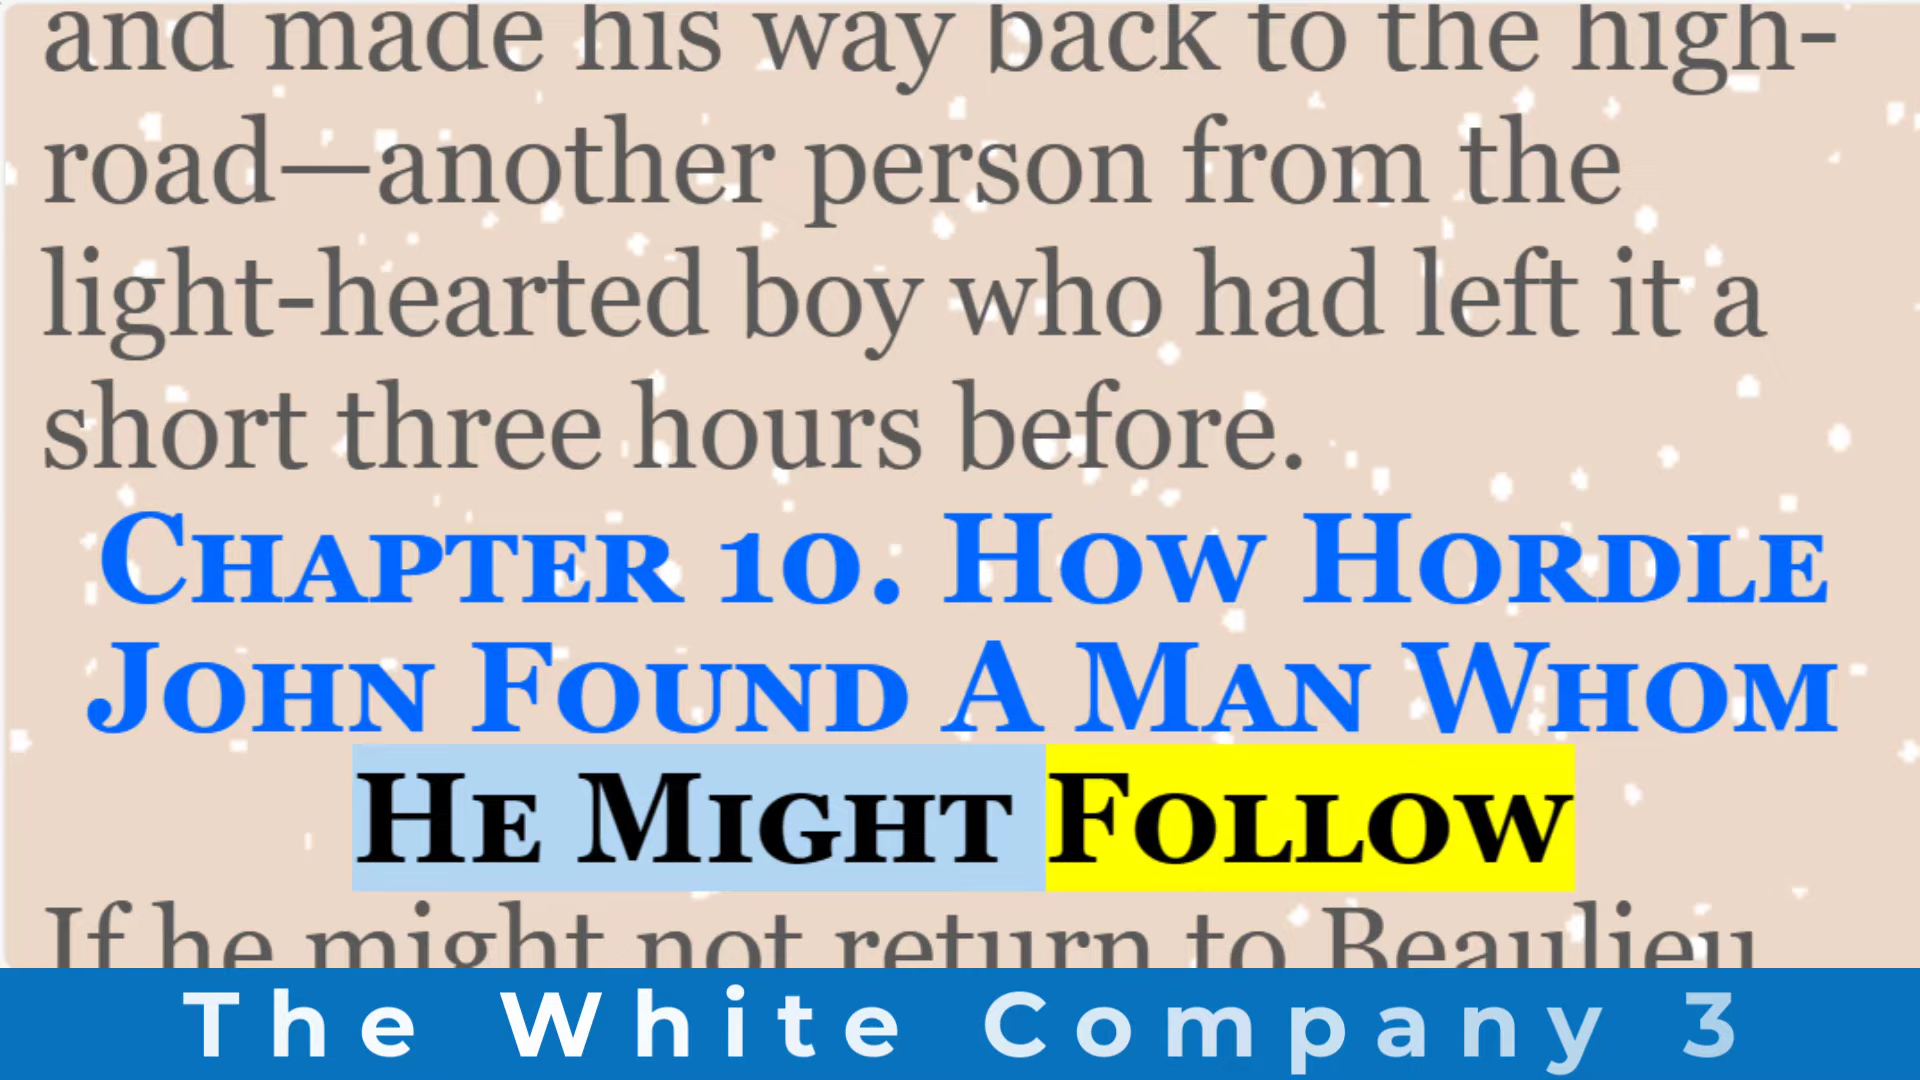 and made his way back to the high-
road—another person from the
light-hearted boy who had left it a
short three hours before.
Chapter 10. How Hordle
John Found A Man Whom
He Might Follow
If he might not return to Beaulieu
The White Company 3